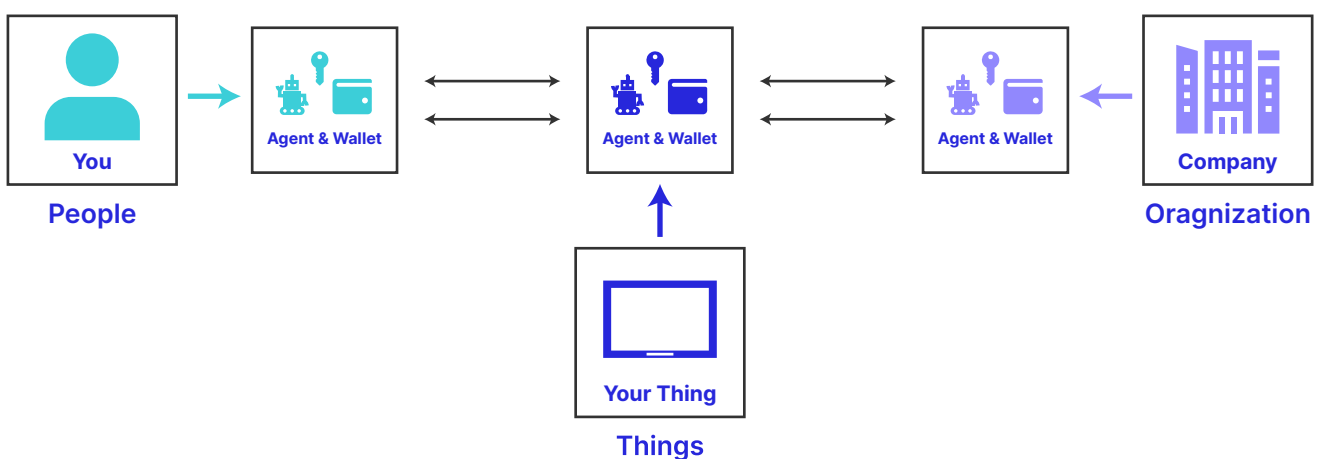 You
People
Agent & Wallet
Agent & Wallet
Agent & Wallet
Company
Oragnization
Your Thing
Things